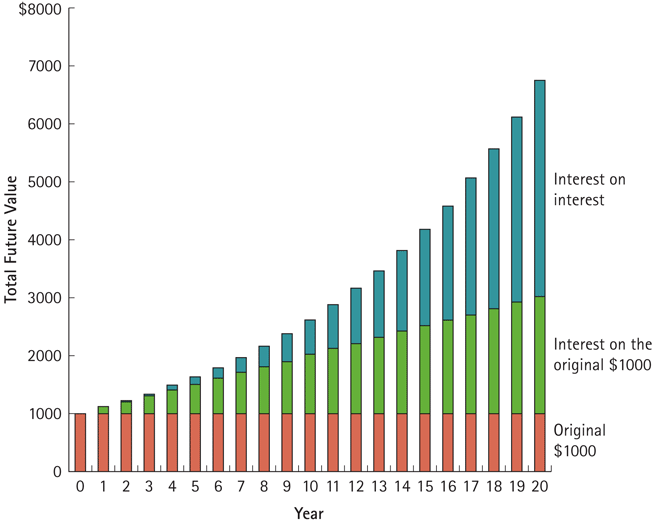 $8000
7000
6000
5000
4000
3000
2000
1000
0
Total Future Value
Interest on
interest
Interest on the
original $1000
Original
$1000
0 1 2 3 4 5 6 7 8 9 10 11 12 13 14 15 16 17 18 19 20
Year